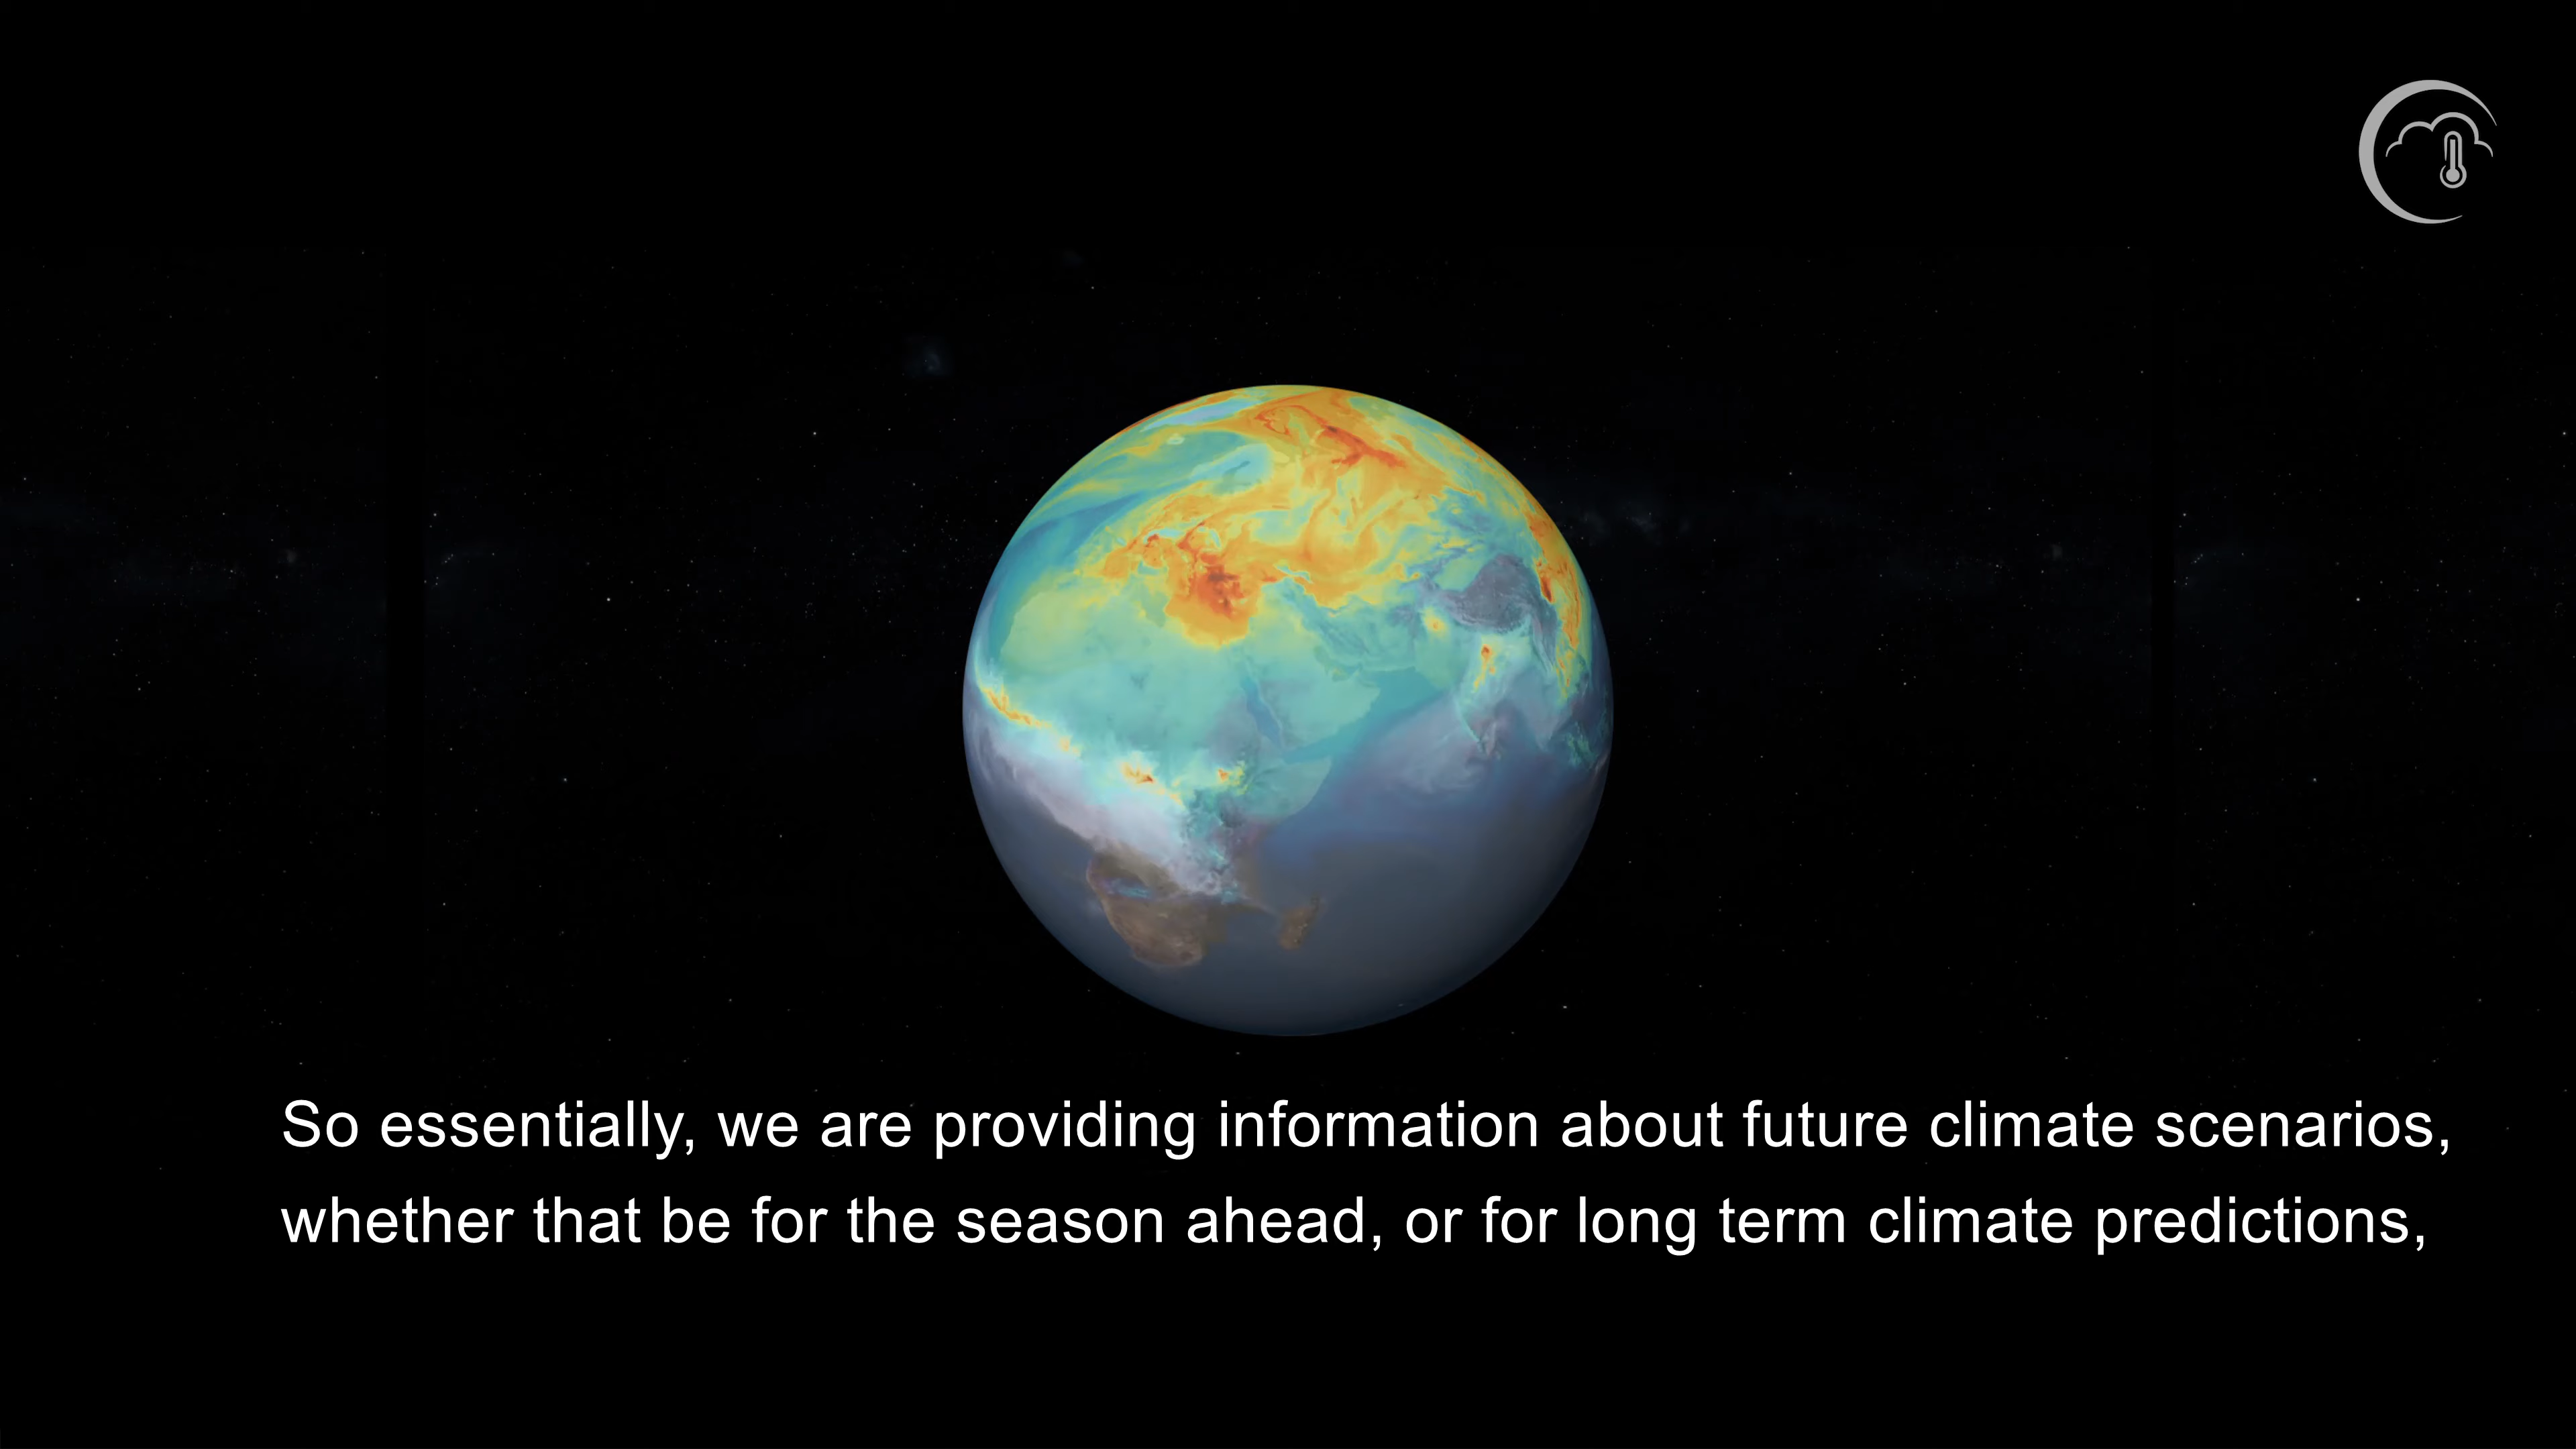 So essentially, we are providing information about future climate scenarios,
whether that be for the season ahead, or for long term climate predictions,